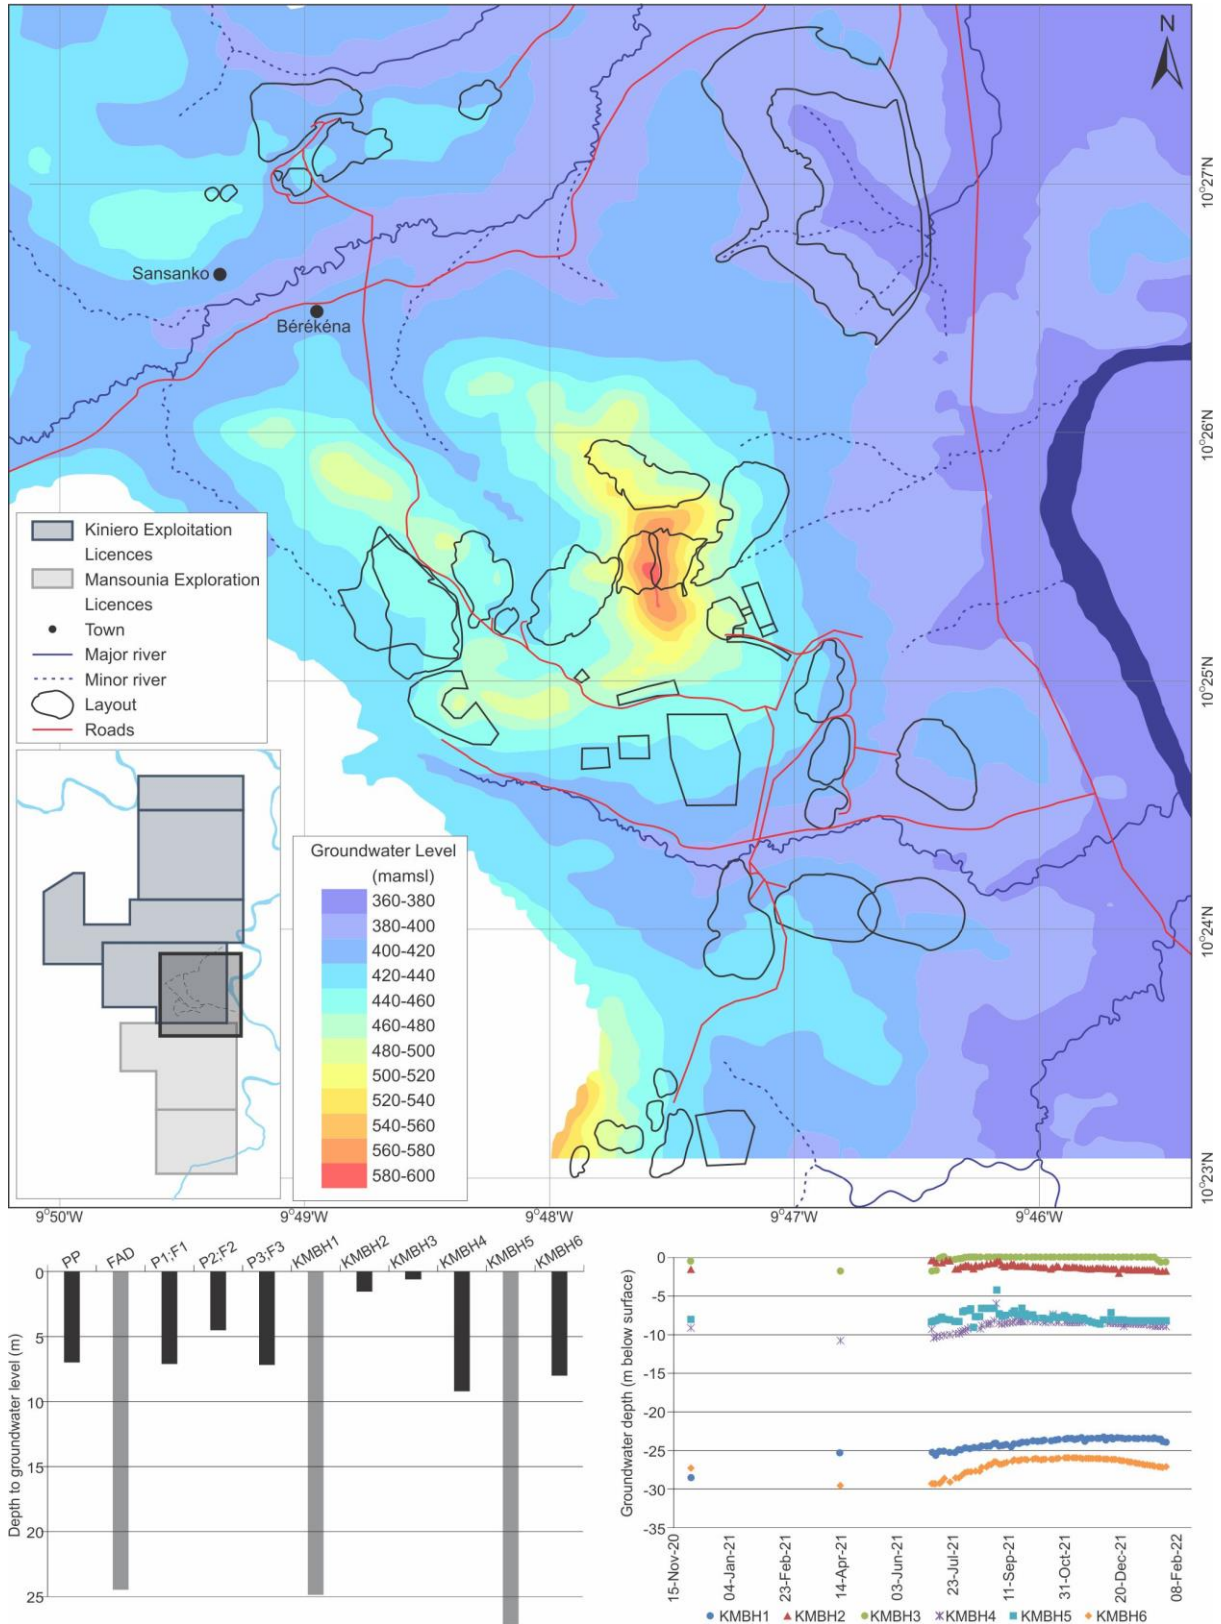 N
10°27'N
Sansanko
Bérékéna
10°26'N
Kiniero Exploitation
Licences
Mansounia Exploration
Licences
Town
Major river
Minor river
Layout
Roads
10°25'N
Groundwater Level
(mamsl)
360-380
380-400
400-420
420-440
440-460
460-480
480-500
500-520
520-540
540-560
560-580
580-600
10°24'N
10°23'N
9°50'W 9°49'W 9°48'W 9°47'W 9°46'W
PP FAD P1;F1 P2;F2 P3;F3 KMBH1 KMBH2 KMBH3 KMBH4 KMBH5 KMBH6
Depth to groundwater level (m)
0
5
10
15
20
25
Groundwater depth (m below surface)
0
-5
-10
-15
-20
-25
-30
-35
15-Nov-20 04-Jan-21 23-Feb-21 14-Apr-21 03-Jun-21 23-Jul-21 11-Sep-21 31-Oct-21 20-Dec-21 08-Feb-22
KMBH1 KMBH2 KMBH3 KMBH4 KMBH5 KMBH6